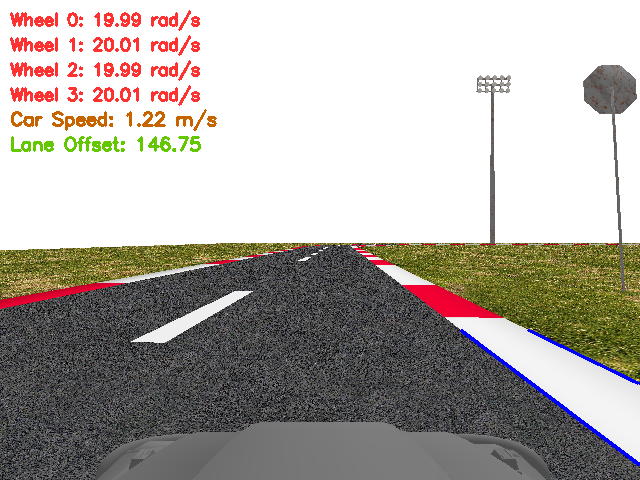 Wheel 0: 19.99 rad/s
Wheel 1: 20.01 rad/s
Wheel 2: 19.99 rad/s
Wheel 3: 20.01 rad/s
Car Speed: 1.22 m/s
Lane Offset: 146.75